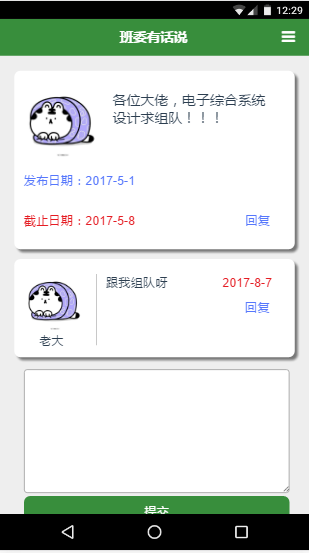 12:29
班委有话说
各位大佬，电子综合系统
设计求组队！！！
发布日期：2017-5-1
截止日期：2017-5-8 回复
跟我组队呀 2017-8-7
回复
老大
提交